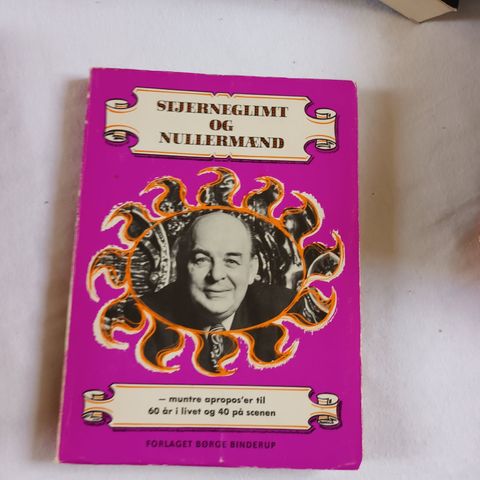 STJERNEGLIMT
OG
NULLERMÆND
– muntre apropos'er til
60 år i livet og 40 på scenen
FORLAGET BØRGE BINDERUP